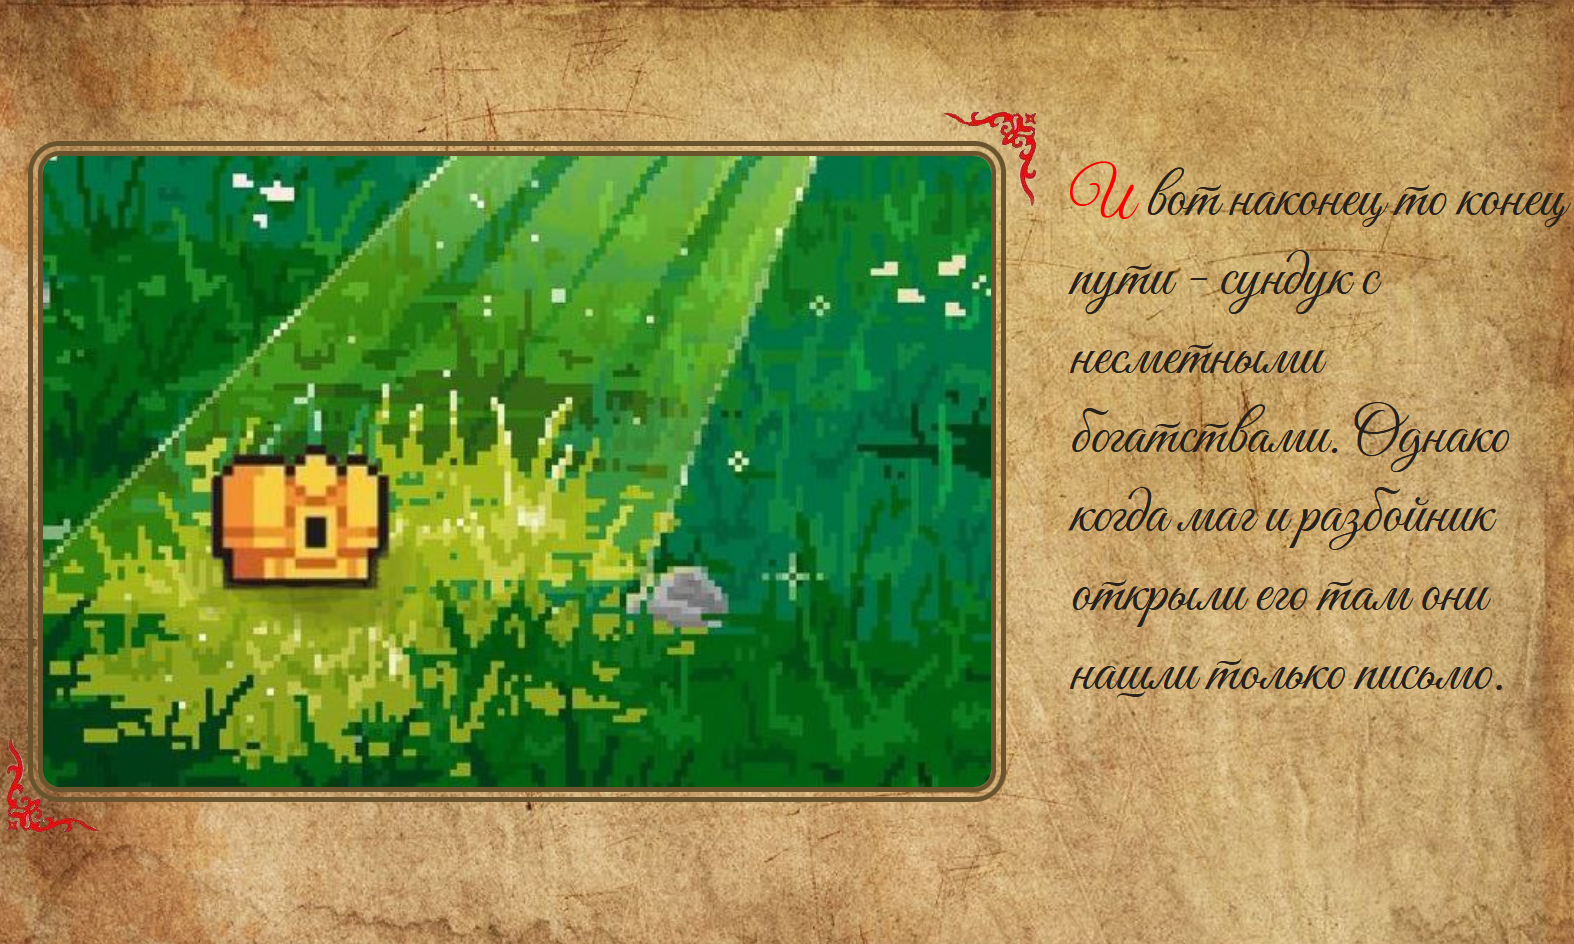 И вот наконец то конец
пути - сундук с
несметными
богатствами. Однако
когда маг и разбойник
открыли его там они
нашли только письмо.